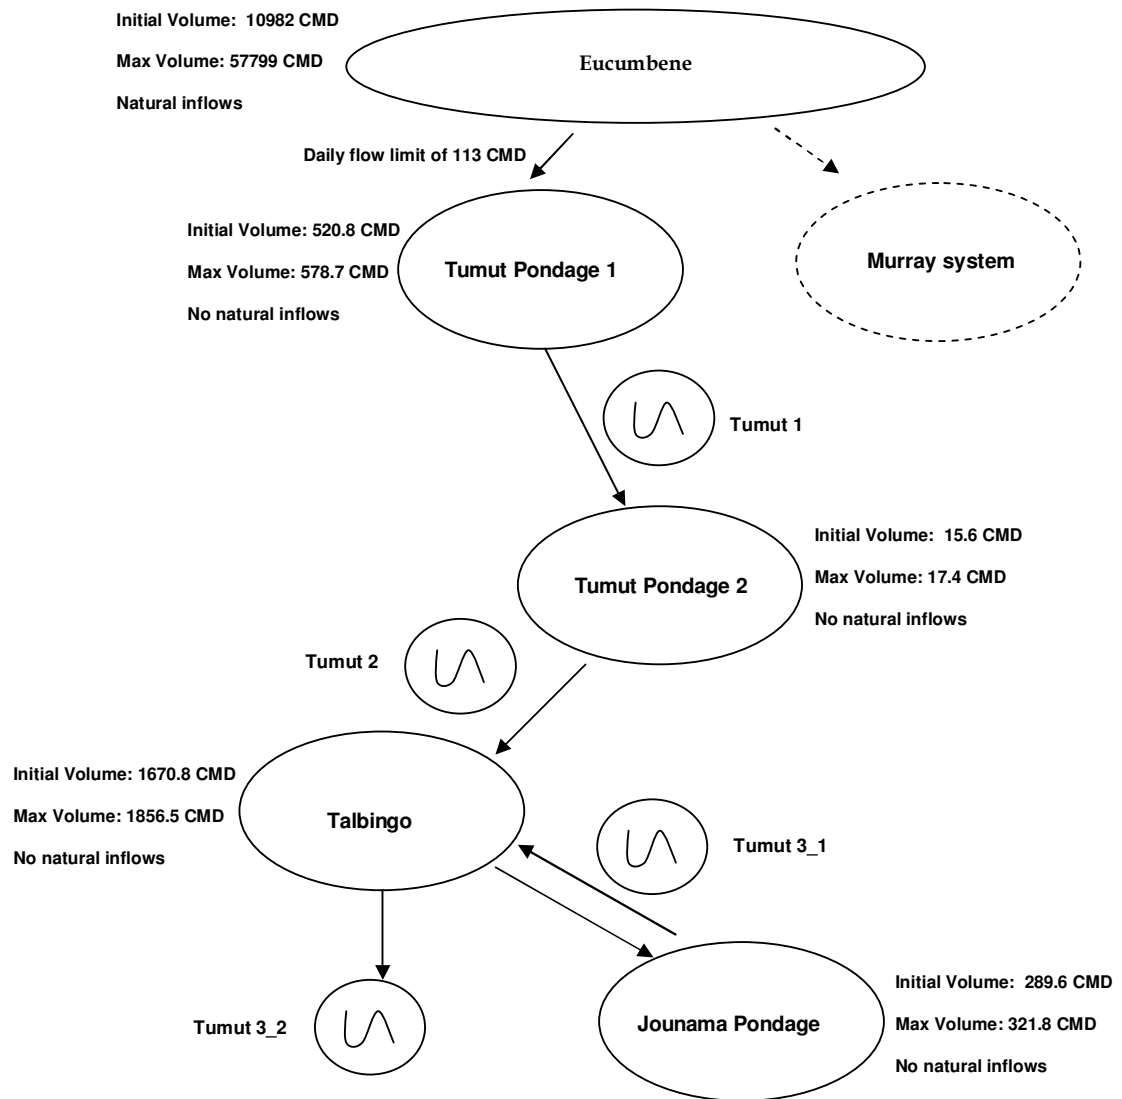 Initial Volume:  10982 CMD
Max Volume: 57799 CMD
Natural inflows
Eucumbene
Daily flow limit of 113 CMD
Initial Volume: 520.8 CMD
Max Volume: 578.7 CMD
No natural inflows
Tumut Pondage 1
Murray system
Tumut 1
Initial Volume:  15.6 CMD
Max Volume: 17.4 CMD
No natural inflows
Tumut Pondage 2
Tumut 2
Initial Volume: 1670.8 CMD
Max Volume: 1856.5 CMD
No natural inflows
Talbingo
Tumut 3_1
Tumut 3_2
Jounama Pondage
Initial Volume:  289.6 CMD
Max Volume: 321.8 CMD
No natural inflows